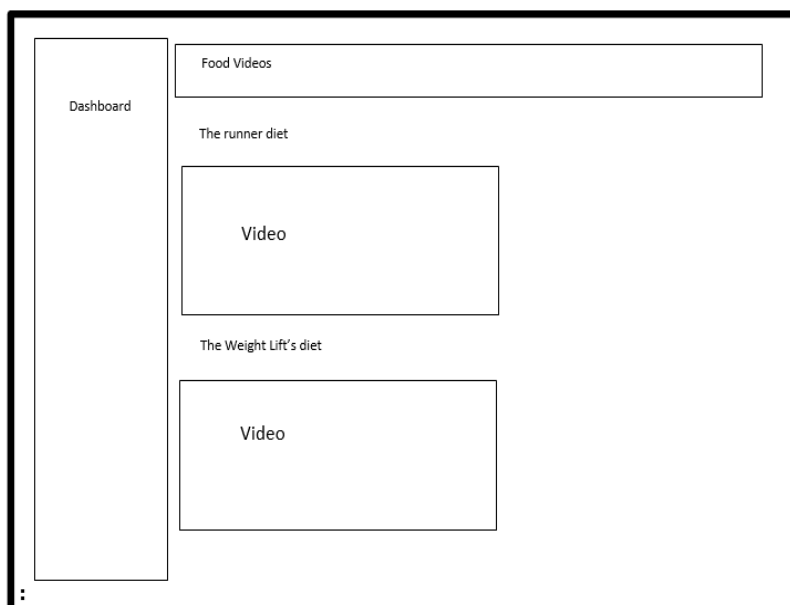 Food Videos
Dashboard
The runner diet
Video
The Weight Lift's diet
Video
: